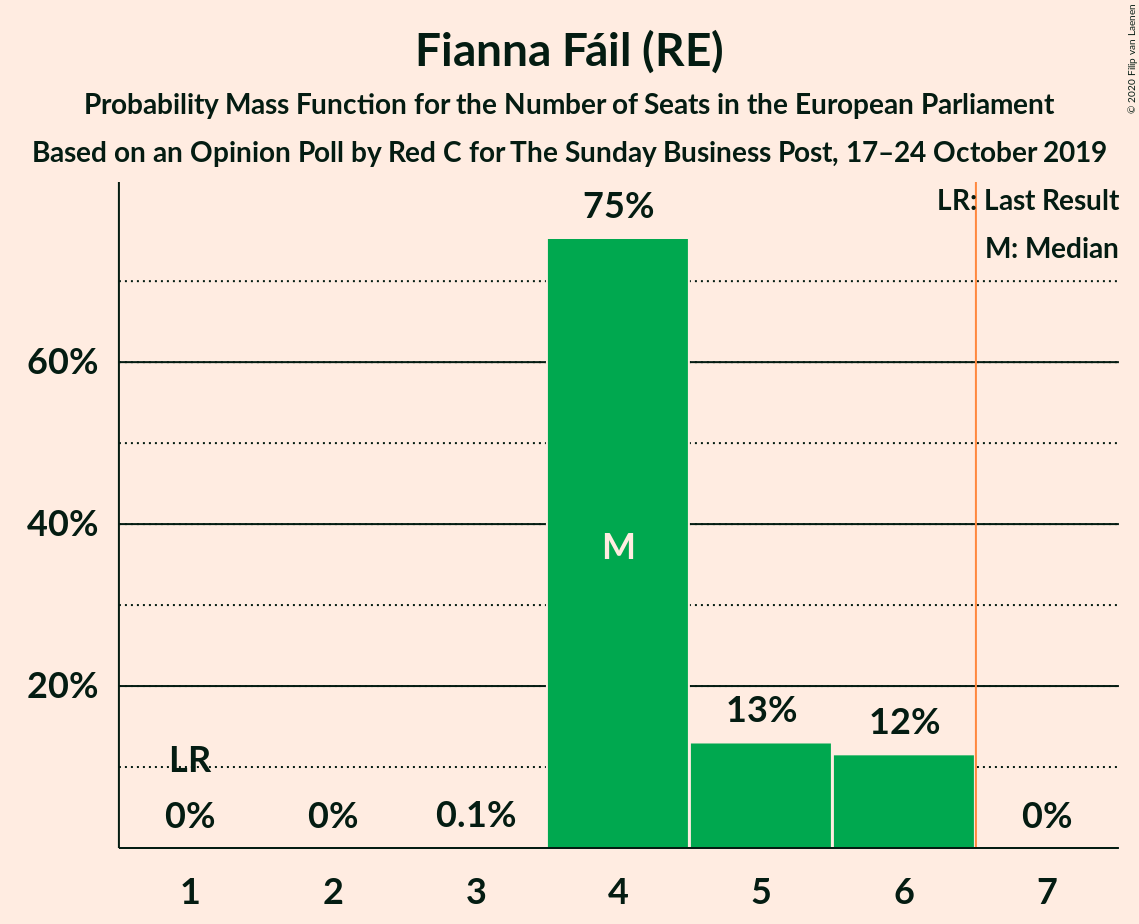 Fianna Fáil (RE)
Probability Mass Function for the Number of Seats in the European Parliament
Based on an Opinion Poll by Red C for The Sunday Business Post, 17–24 October 2019
© 2020 Filip van Laenen
LR: Last Result
M: Median
60%
40%
20%
LR
0%
0%
0.1%
75%
M
13%
12%
0%
1 2 3 4 5 6 7